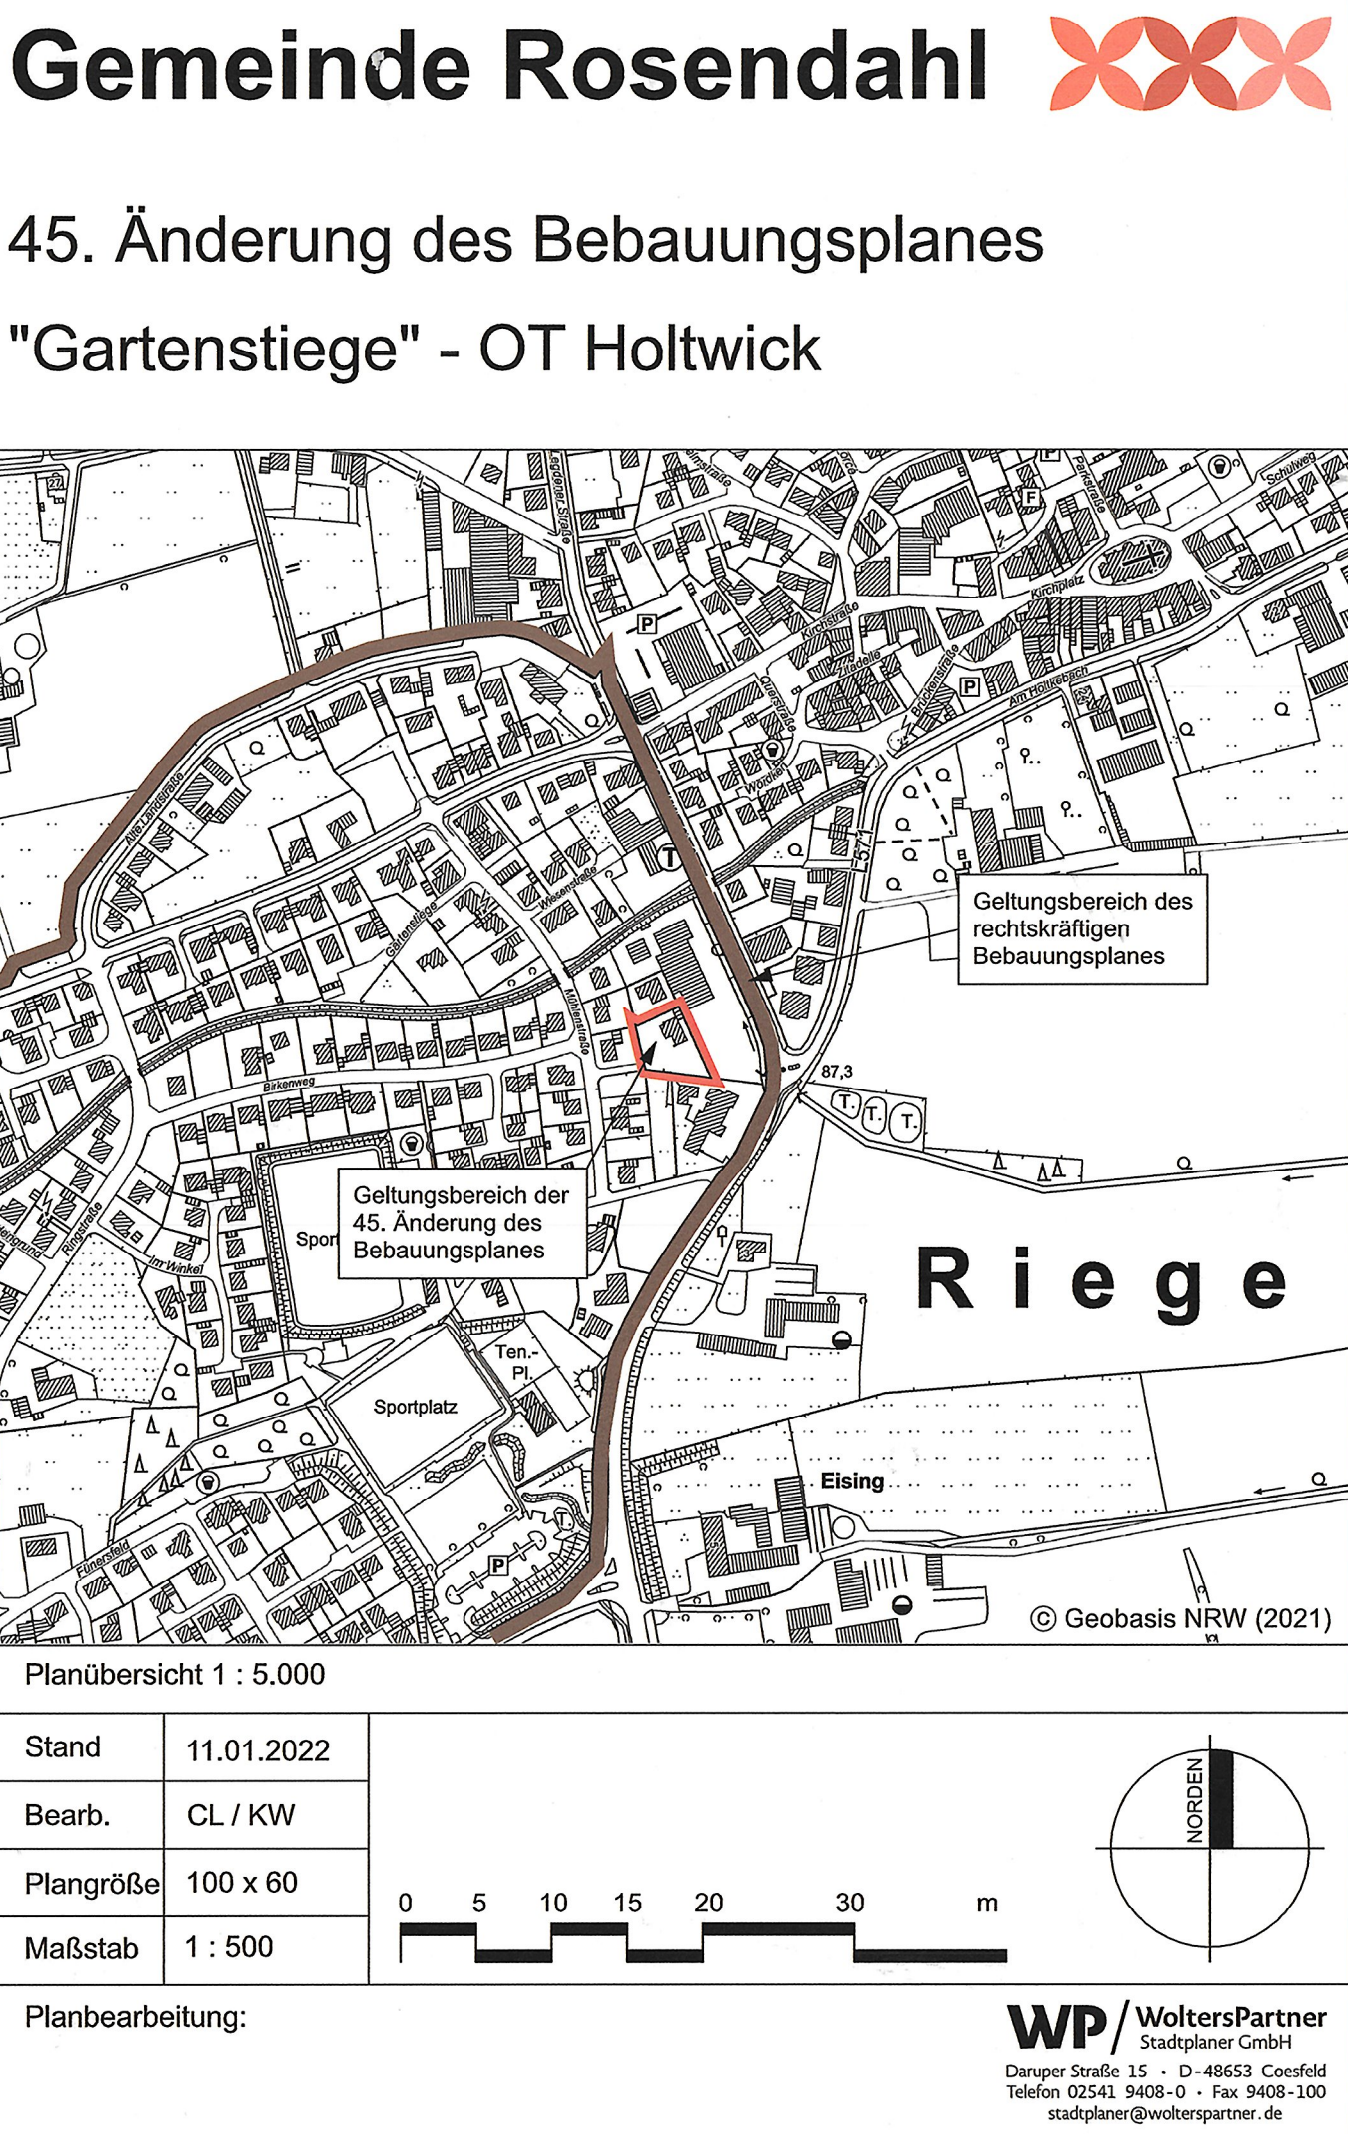 Gemeinde Rosendahl
45. Änderung des Bebauungsplanes
"Gartenstiege" - OT Holtwick
Legdener Straße
Parkstraße
Schulweg
P
F
Kirchplatz
P
Kirchstraße
Zitadelle
Brückenstraße
Querstraße
P
Am Holtkebach
Wördken
Alte Landstraße
T
L 571
Wiesenstraße
Gartenstiege
Geltungsbereich des
rechtskräftigen
Bebauungsplanes
Mühlenstraße
Birkenweg
87,3
T.
T.
T.
Geltungsbereich der
45. Änderung des
Bebauungsplanes
Sport
Ringstraße
Im Winkel
Riege
Ten.-
Pl.
Sportplatz
Eising
Fünersfeld
P
© Geobasis NRW (2021)
Planübersicht 1 : 5.000
Stand 11.01.2022
Bearb. CL / KW
Plangröße 100 x 60
Maßstab 1 : 500
0 5 10 15 20 30 m
NORDEN
Planbearbeitung:
WP / WoltersPartner
Stadtplaner GmbH
Daruper Straße 15 • D-48653 Coesfeld
Telefon 02541 9408-0 • Fax 9408-100
stadtplaner@wolterspartner.de